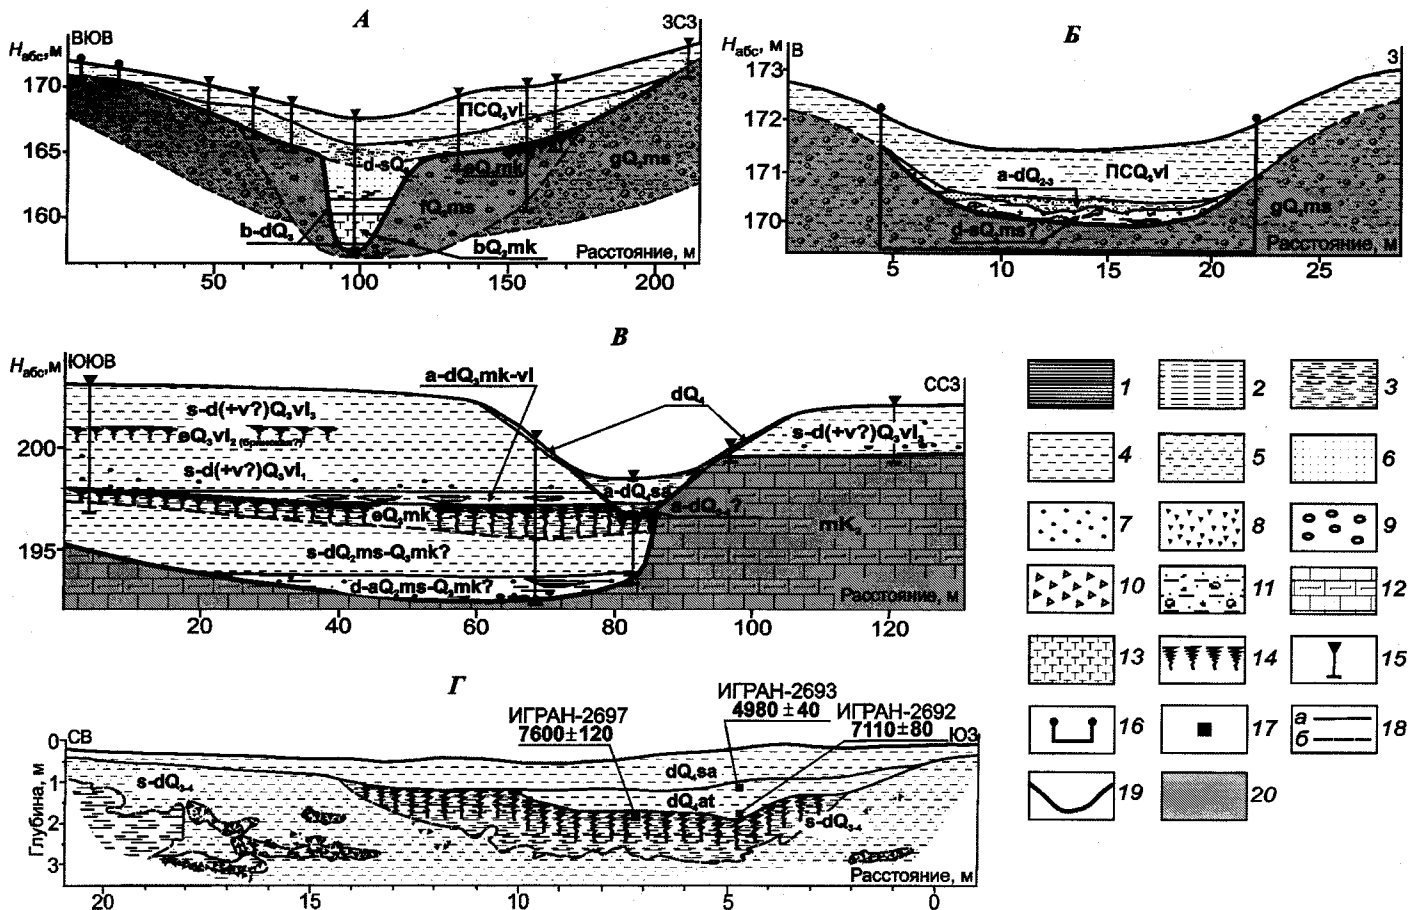 А
ВЮВ
ЗСЗ
Hабс, м
170
165
160
ПСQ₃vl
d-sQ
eQ₃mk
gQ₂ms
fQ₂ms
b-dQ₃
bQ₃mk
Расстояние, м
50
100
150
200
Б
Hабс, м
В
З
173
172
171
170
ПСQ₃vl
a-dQ₂₋₃
d-sQ₂ms?
gQ₂ms
Расстояние, м
5
10
15
20
25
В
Hабс, м
ЮЮВ
ССЗ
200
195
a-dQ₃mk-vl
dQ₄
s-d(+v?)Q₃vl₃
eQ₃vl₂
s-d(+v?)Q₃vl₁
s-d(+v?)Q₃vl₃
a-dQ₄sa
eQ₃mk
mK₂
s-dQ₂ms-Q₃mk?
d-aQ₂ms-Q₃mk?
Расстояние, м
20
40
60
80
100
120
Г
ИГРАН-2697
7600±120
ИГРАН-2693
4980±40
ИГРАН-2692
7110±80
СВ
ЮЗ
Глубина, м
0
1
2
3
s-dQ₃₋₄
dQ₄sa
dQ₄at
s-dQ₃₋₄
Расстояние, м
20
15
10
5
0
1 2 3
4 5 6
7 8 9
10 11 12
13 14 15
16 17 а б 18
19 20